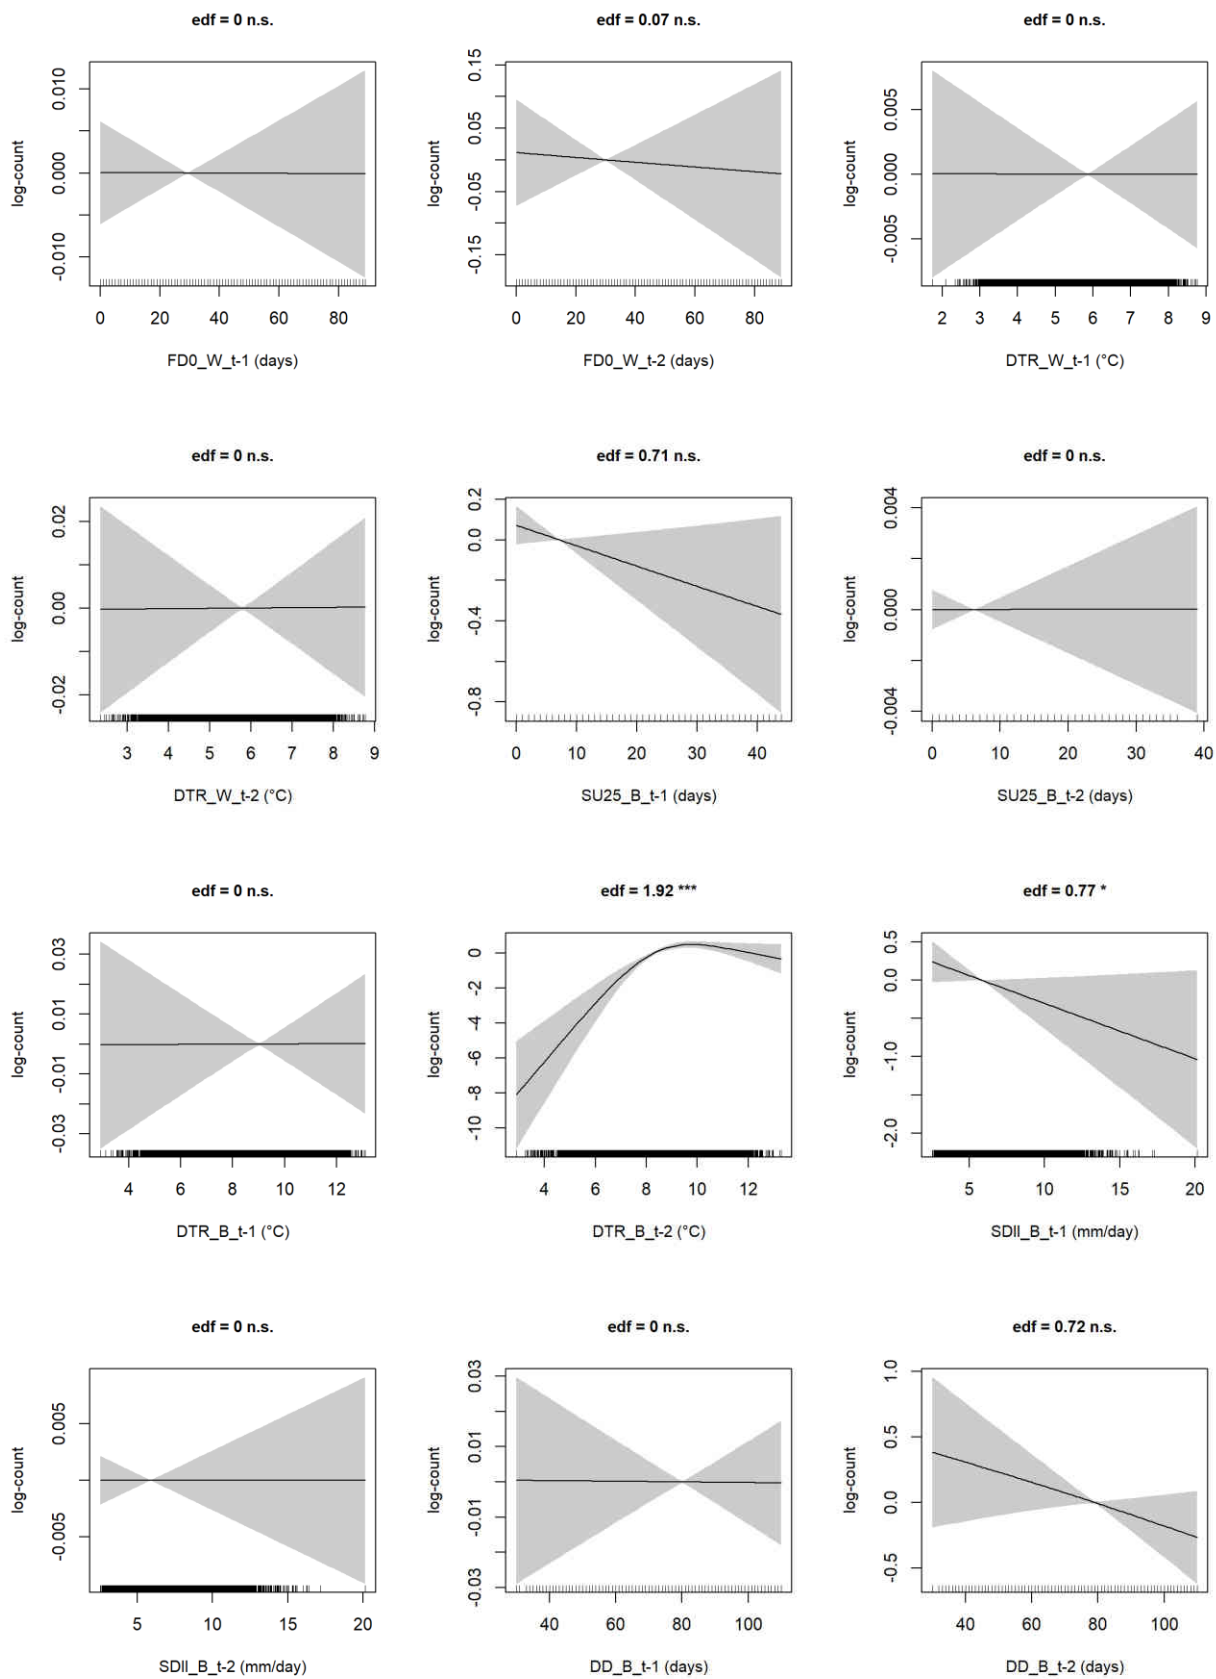 edf = 0 n.s.
edf = 0.07 n.s.
edf = 0 n.s.
log-count
0.010
0.000
-0.010
0 20 40 60 80
FD0_W_t-1 (days)
log-count
0.15
0.05
-0.05
-0.15
0 20 40 60 80
FD0_W_t-2 (days)
log-count
0.005
0.000
-0.005
2 3 4 5 6 7 8 9
DTR_W_t-1 (°C)
edf = 0 n.s.
edf = 0.71 n.s.
edf = 0 n.s.
log-count
0.02
0.00
-0.02
3 4 5 6 7 8 9
DTR_W_t-2 (°C)
log-count
0.2
0.0
-0.4
-0.8
0 10 20 30 40
SU25_B_t-1 (days)
log-count
0.004
0.000
-0.004
0 10 20 30 40
SU25_B_t-2 (days)
edf = 0 n.s.
edf = 1.92 ***
edf = 0.77 *
log-count
0.03
0.01
-0.01
-0.03
4 6 8 10 12
DTR_B_t-1 (°C)
log-count
0
-2
-4
-6
-8
-10
4 6 8 10 12
DTR_B_t-2 (°C)
log-count
0.5
0.0
-1.0
-2.0
5 10 15 20
SDII_B_t-1 (mm/day)
edf = 0 n.s.
edf = 0 n.s.
edf = 0.72 n.s.
log-count
0.005
-0.005
5 10 15 20
SDII_B_t-2 (mm/day)
log-count
0.03
0.01
-0.01
-0.03
40 60 80 100
DD_B_t-1 (days)
log-count
1.0
0.5
0.0
-0.5
40 60 80 100
DD_B_t-2 (days)